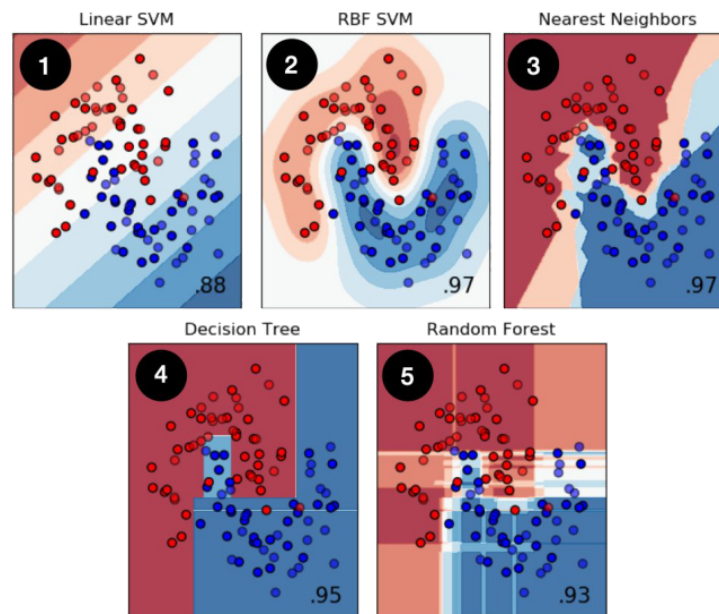 Linear SVM
RBF SVM
Nearest Neighbors
1
2
3
.88
.97
.97
Decision Tree
Random Forest
4
5
.95
.93